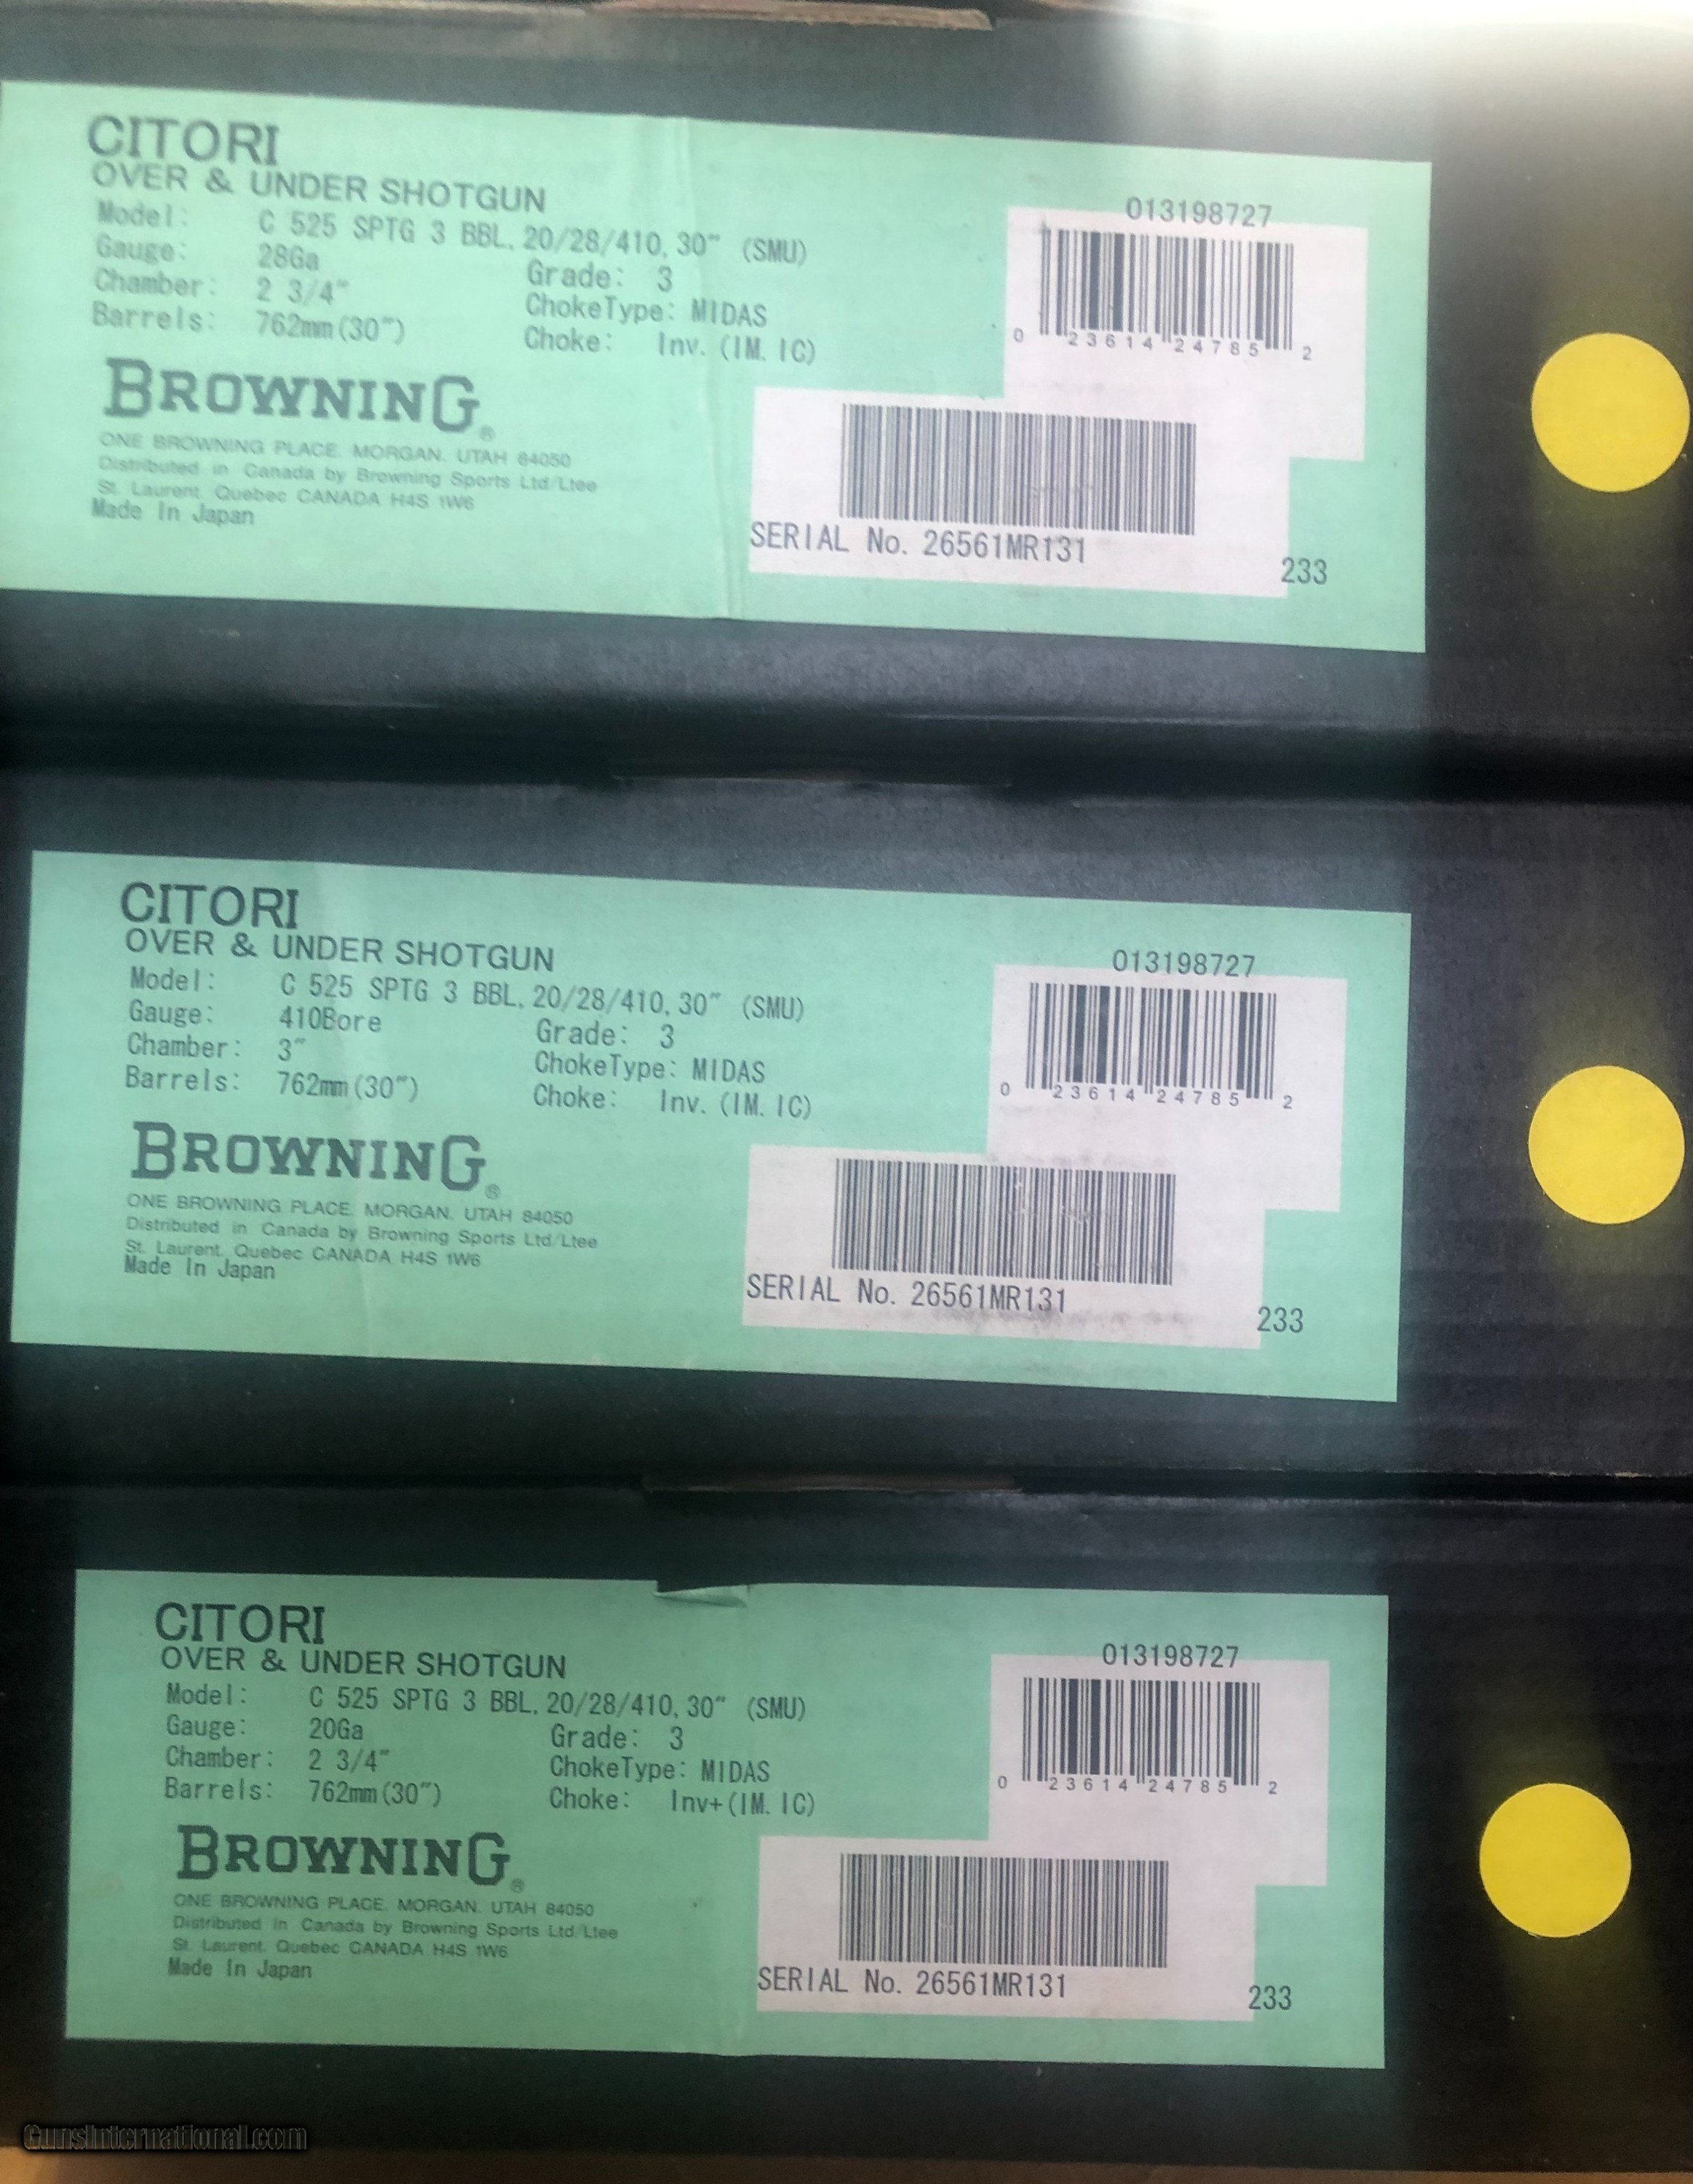 CITORI
OVER & UNDER SHOTGUN
Model: C 525 SPTG 3 BBL, 20/28/410, 30" (SMU)
Gauge: 28Ga Grade: 3
Chamber: 2 3/4" ChokeType: MIDAS
Barrels: 762mm (30") Choke: Inv. (IM. IC)
BROWNING®
ONE BROWNING PLACE. MORGAN. UTAH 84050
Distributed in Canada by Browning Sports Ltd/Ltee
St. Laurent, Quebec CANADA H4S 1W6
Made In Japan
013198727
0 23614 24785 2
SERIAL No. 26561MR131
233
CITORI
OVER & UNDER SHOTGUN
Model: C 525 SPTG 3 BBL, 20/28/410, 30" (SMU)
Gauge: 410Bore Grade: 3
Chamber: 3" ChokeType: MIDAS
Barrels: 762mm (30") Choke: Inv. (IM. IC)
BROWNING®
ONE BROWNING PLACE. MORGAN. UTAH 84050
Distributed in Canada by Browning Sports Ltd/Ltee
St. Laurent, Quebec CANADA H4S 1W6
Made In Japan
013198727
0 23614 24785 2
SERIAL No. 26561MR131
233
CITORI
OVER & UNDER SHOTGUN
Model: C 525 SPTG 3 BBL, 20/28/410, 30" (SMU)
Gauge: 20Ga Grade: 3
Chamber: 2 3/4" ChokeType: MIDAS
Barrels: 762mm (30") Choke: Inv+ (IM. IC)
BROWNING®
ONE BROWNING PLACE. MORGAN. UTAH 84050
Distributed in Canada by Browning Sports Ltd/Ltee
St. Laurent, Quebec CANADA H4S 1W6
Made In Japan
013198727
0 23614 24785 2
SERIAL No. 26561MR131
233
GunsInternational.com